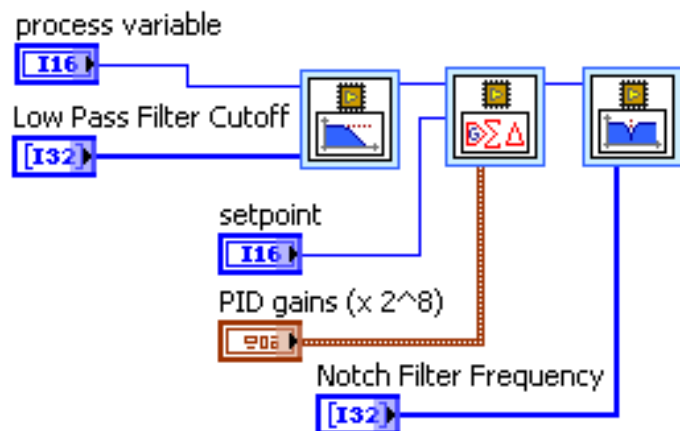 process variable
I16
Low Pass Filter Cutoff
[I32]
setpoint
I16
PID gains (x 2^8)
Notch Filter Frequency
[I32]